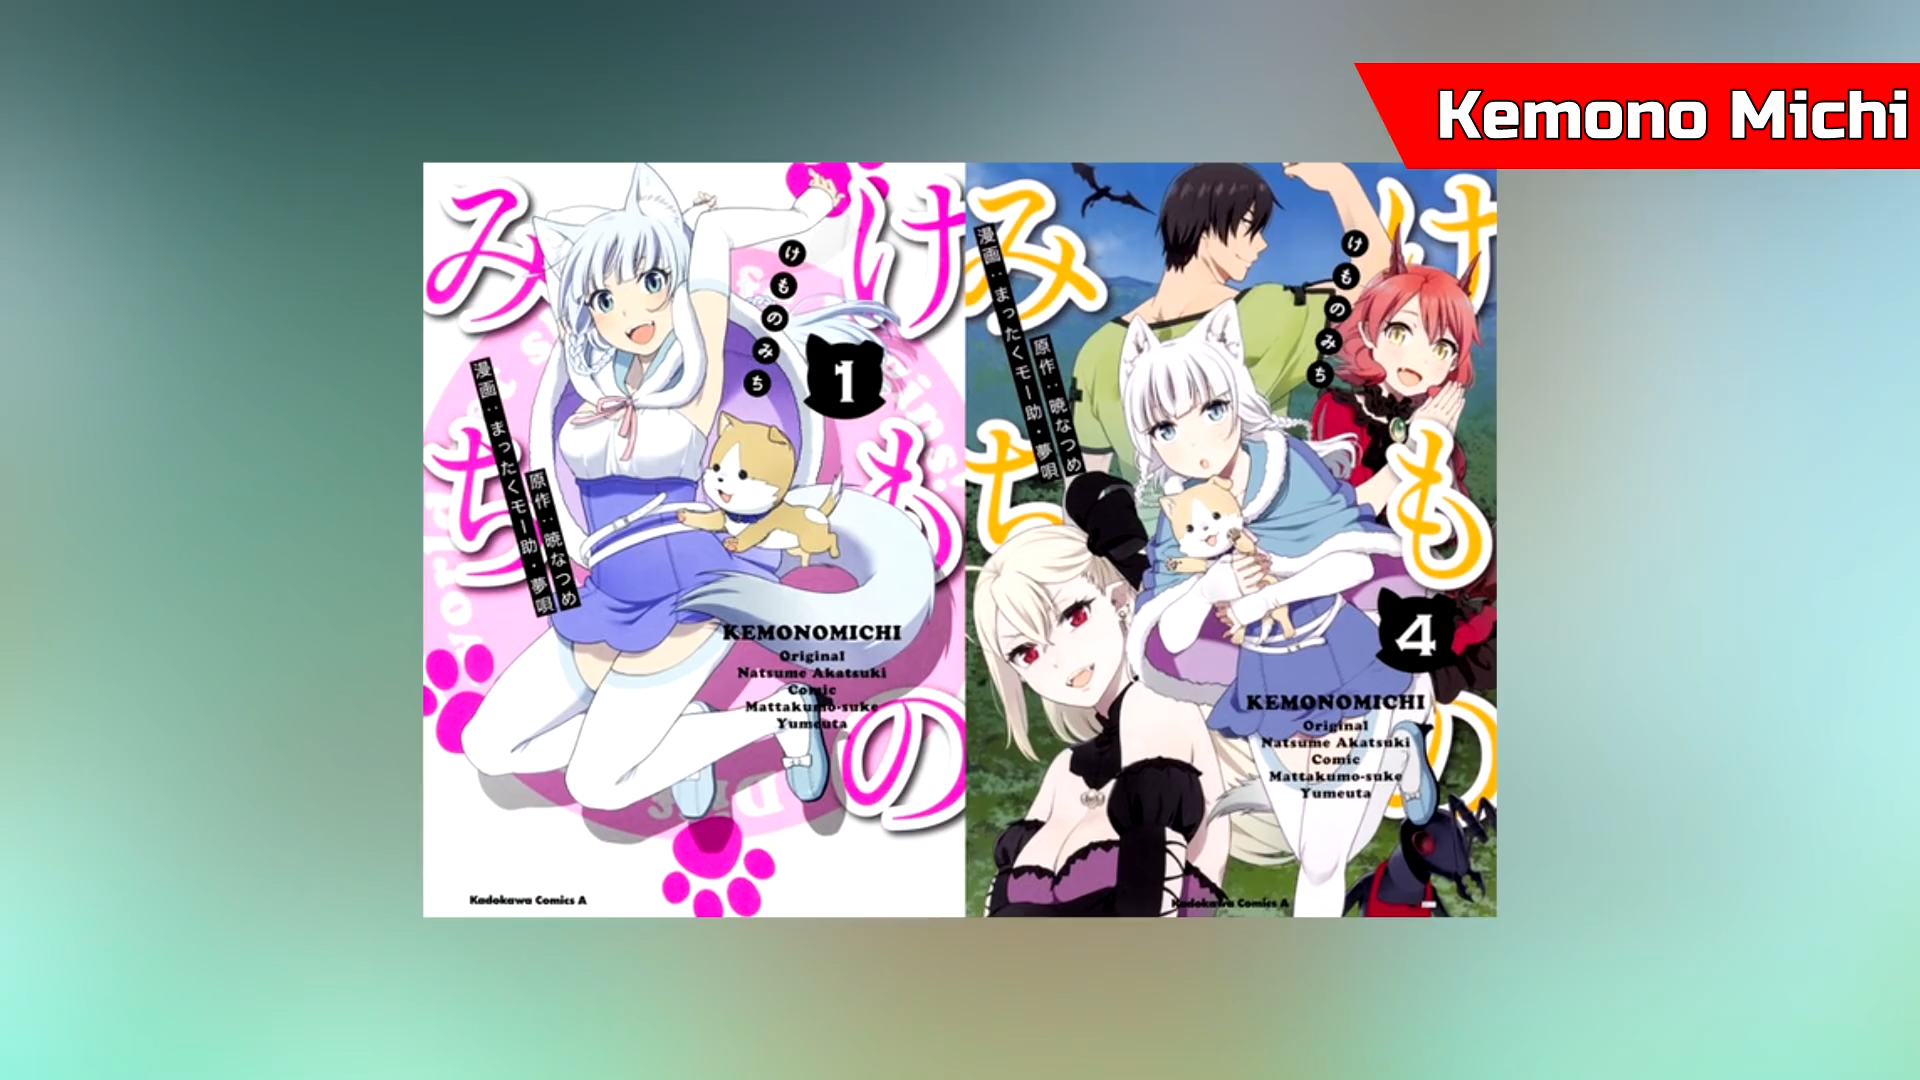 Kemono Michi
けものみち
けものみち
1
漫画:まったくモー助・夢唄
原作:暁なつめ
KEMONOMICHI
Original
Natsume Akatsuki
Comic
Mattakumo-suke
Yumeuta
Kadokawa Comics A
けものみち
けものみち
漫画:まったくモー助・夢唄
原作:暁なつめ
4
KEMONOMICHI
Original
Natsume Akatsuki
Comic
Mattakumo-suke
Yumeuta
Kadokawa Comics A